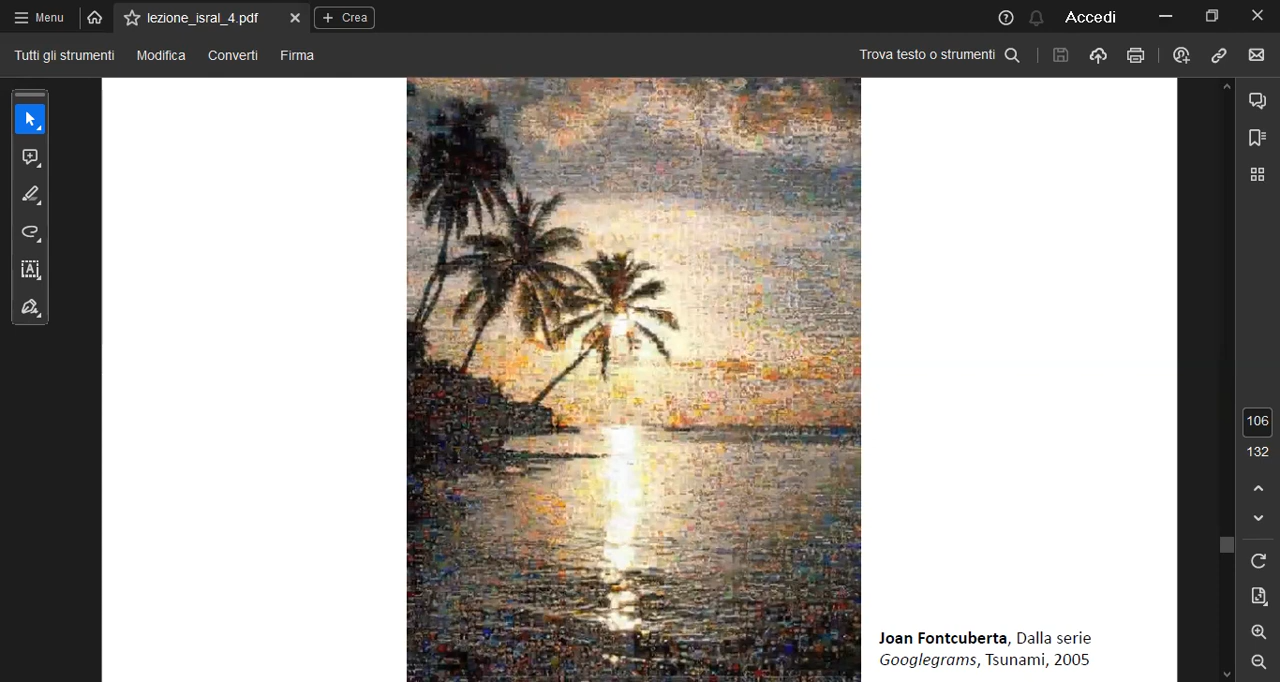 Menu
lezione_isral_4.pdf
Crea
Accedi
Tutti gli strumenti
Modifica
Converti
Firma
Trova testo o strumenti
106
132
Joan Fontcuberta, Dalla serie
Googlegrams, Tsunami, 2005